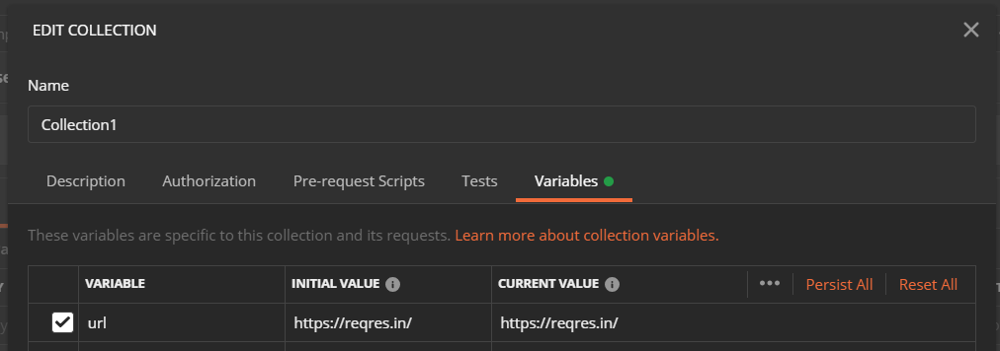 EDIT COLLECTION
Name
Collection1
Description Authorization Pre-request Scripts Tests Variables
These variables are specific to this collection and its requests. Learn more about collection variables.
VARIABLE INITIAL VALUE CURRENT VALUE ••• Persist All Reset All
url https://reqres.in/ https://reqres.in/